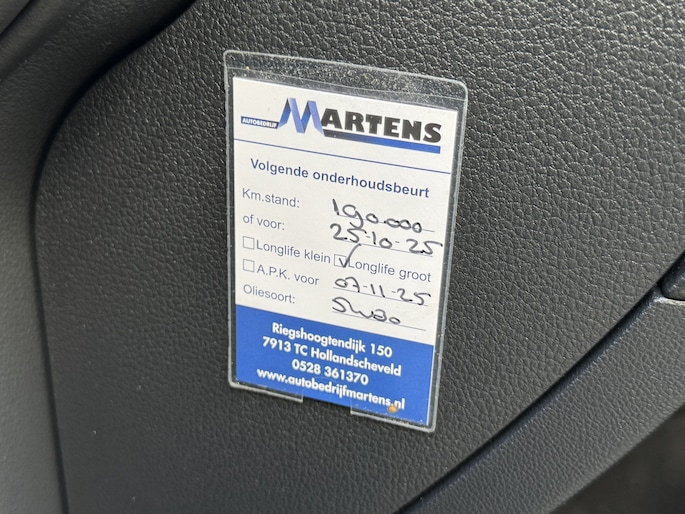 AUTOBEDRIJF MARTENS
Volgende onderhoudsbeurt
Km.stand: 190.000
of voor: 25-10-25
☐ Longlife klein ☑ Longlife groot
☐ A.P.K. voor 07-11-25
Oliesoort: 5W30
Riegshoogtendijk 150
7913 TC Hollandscheveld
0528 361370
www.autobedrijfmartens.nl